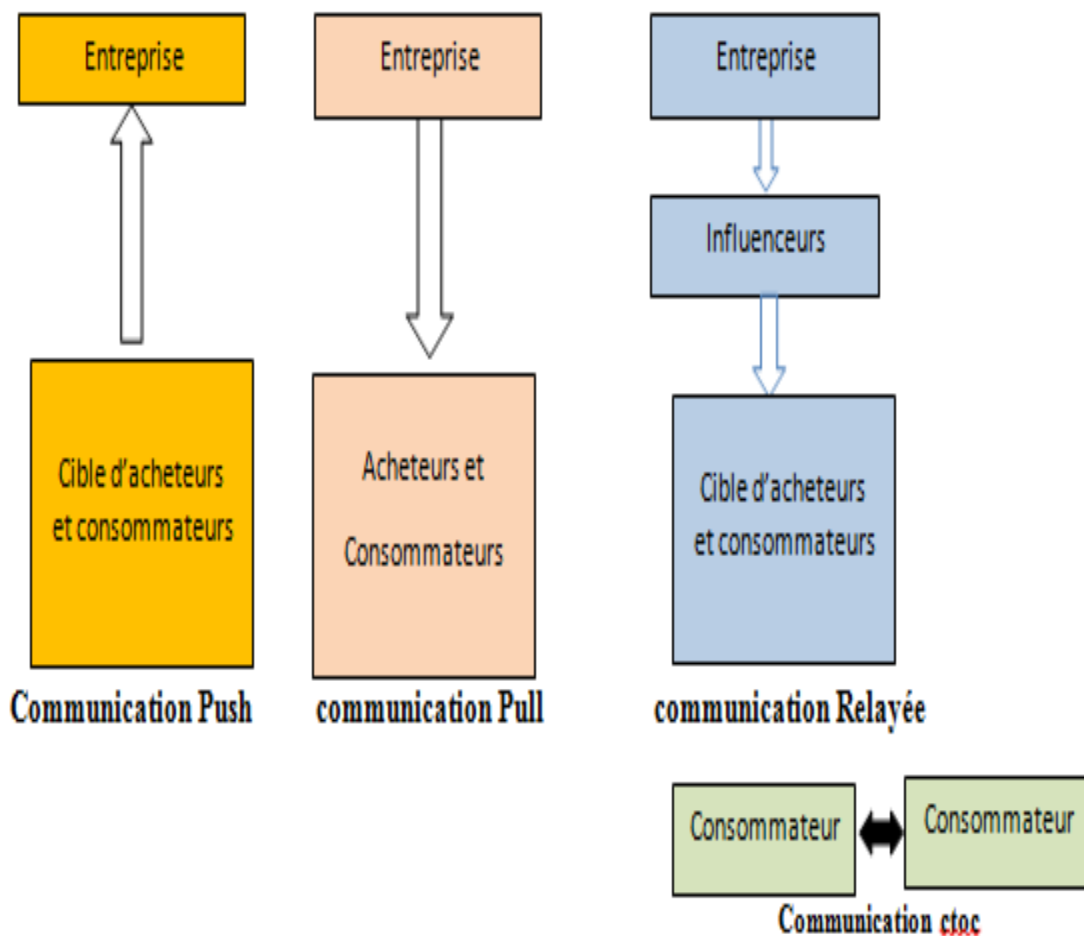 Entreprise
Cible d'acheteurs
et consommateurs
Communication Push
Entreprise
Acheteurs et
Consommateurs
communication Pull
Entreprise
Influenceurs
Cible d'acheteurs
et consommateurs
communication Relayée
Consommateur
Consommateur
Communication ctoc